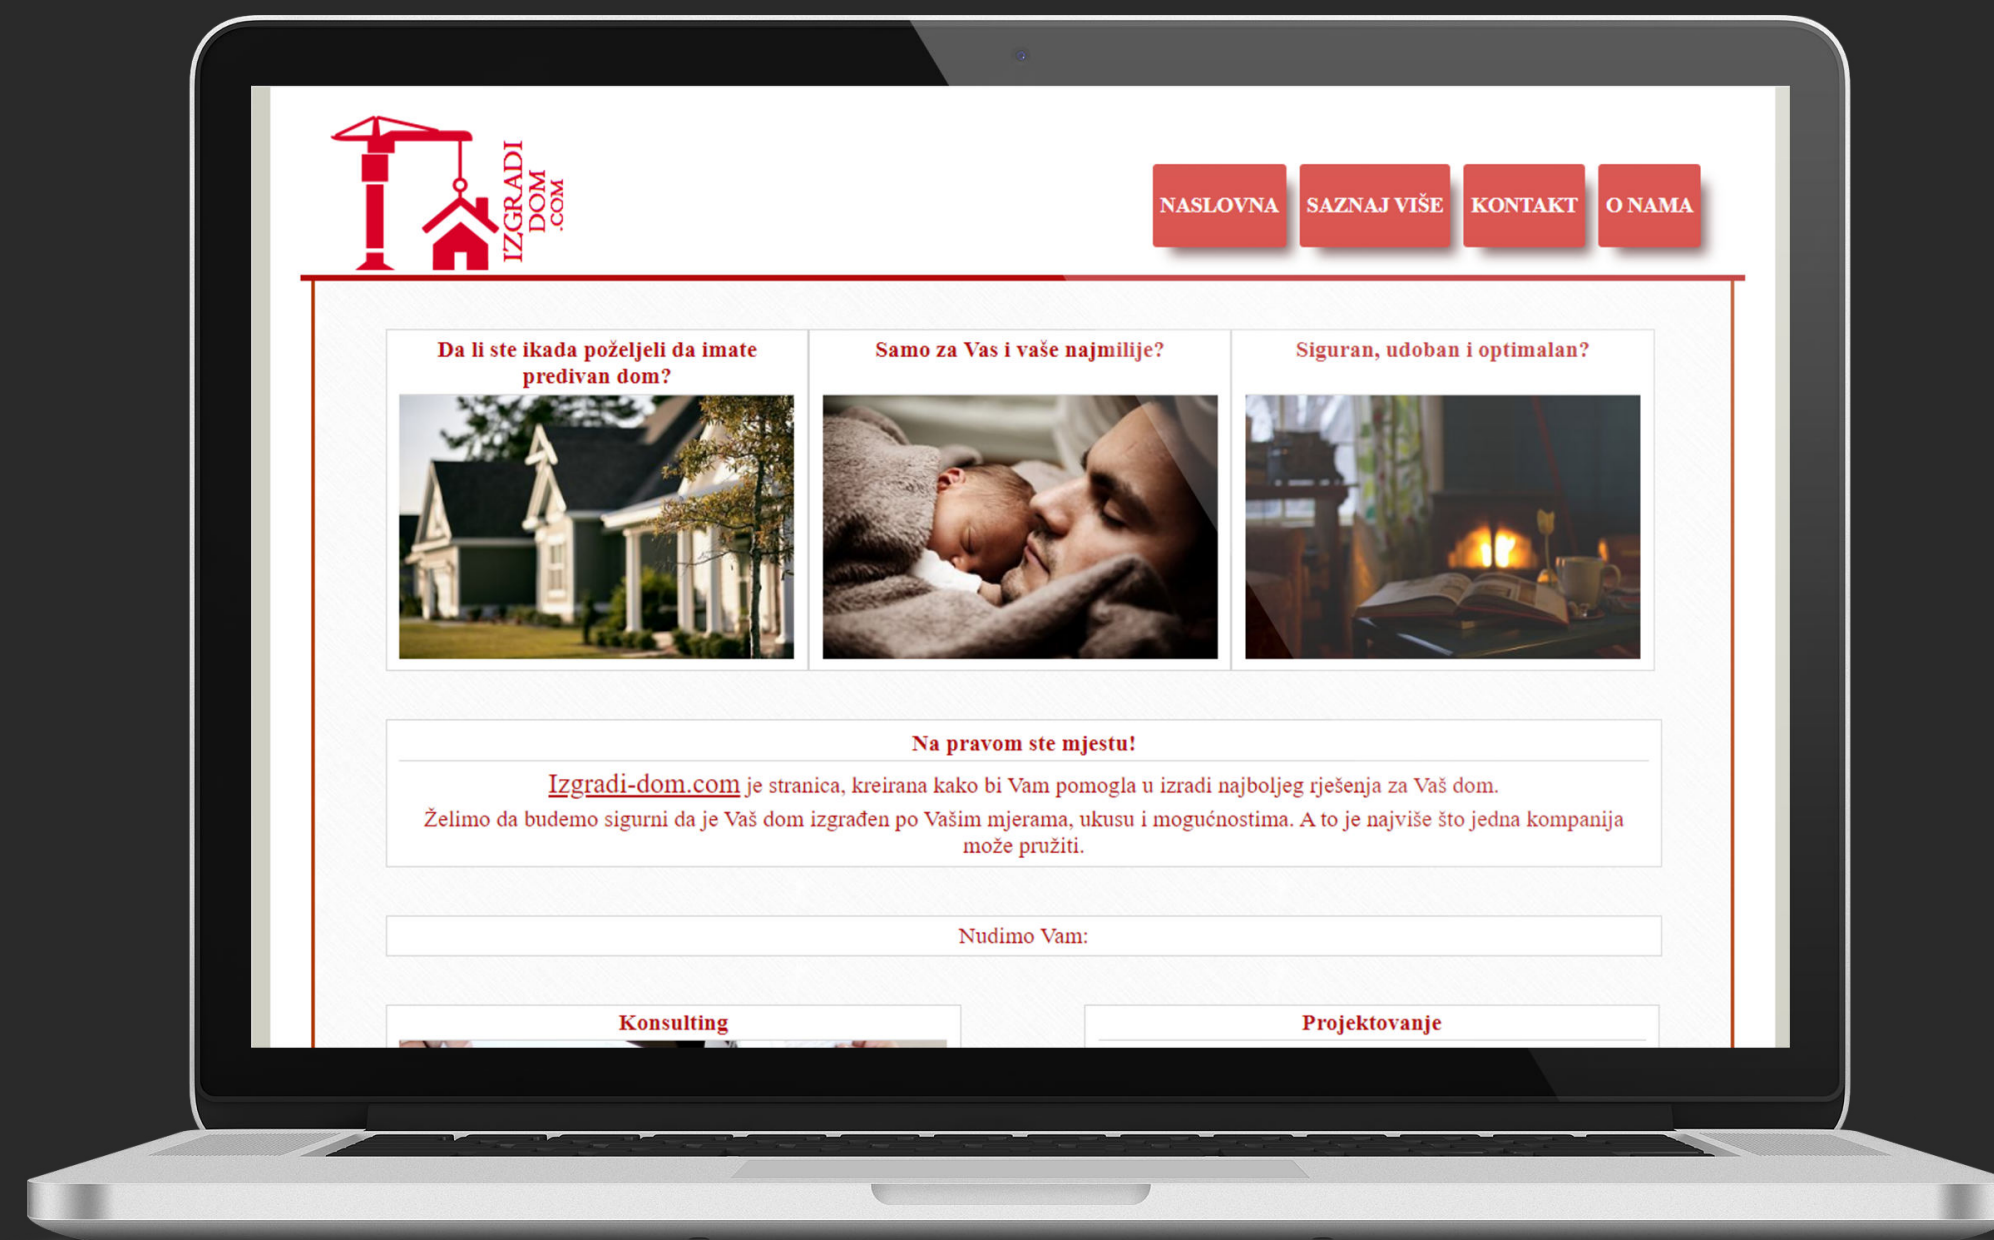 IZGRADI
DOM
.COM
NASLOVNA SAZNAJ VIŠE KONTAKT O NAMA
Da li ste ikada poželjeli da imate
predivan dom?
Samo za Vas i vaše najmilije?
Siguran, udoban i optimalan?
Na pravom ste mjestu!
Izgradi-dom.com je stranica, kreirana kako bi Vam pomogla u izradi najboljeg rješenja za Vaš dom.
Želimo da budemo sigurni da je Vaš dom izgrađen po Vašim mjerama, ukusu i mogućnostima. A to je najviše što jedna kompanija
može pružiti.
Nudimo Vam:
Konsulting
Projektovanje